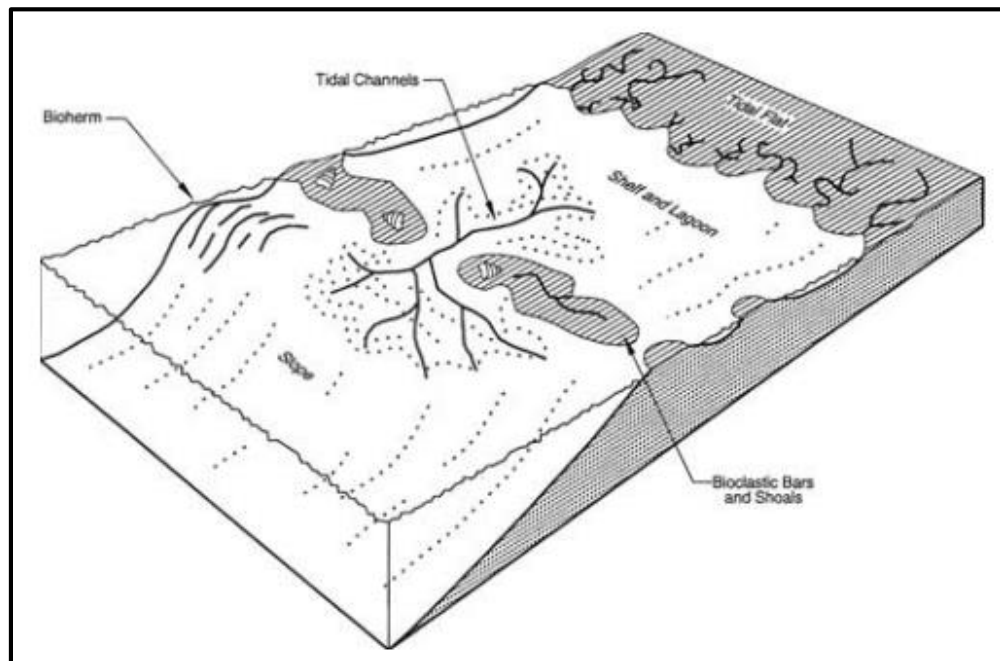 Tidal Channels
Bioherm
Tidal Flat
Shelf and Lagoon
Slope
Bioclastic Bars
and Shoals